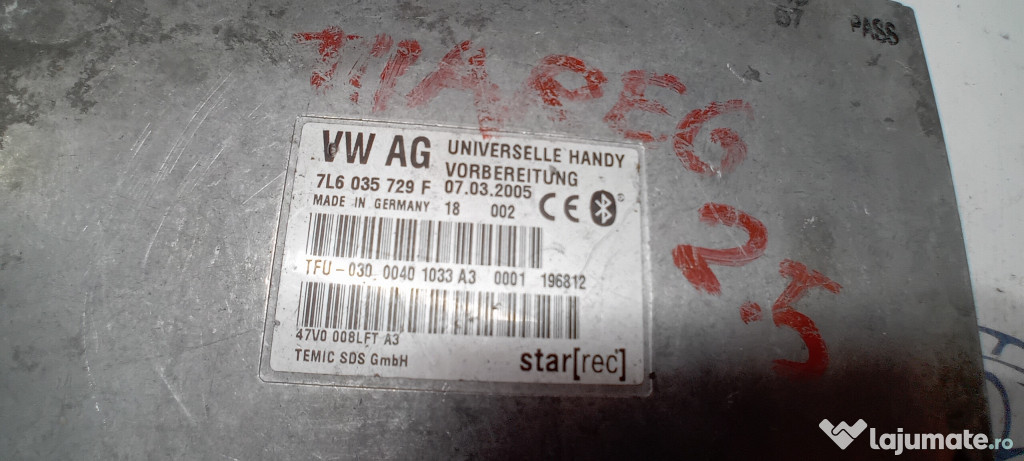 PASS
VW AG UNIVERSELLE HANDY
VORBEREITUNG
7L6 035 729 F 07.03.2005
MADE IN GERMANY 18 002 CE
TFU-030 0040 1033 A3 0001 196812
47V0 008LFT A3
TEMIC SDS GmbH star[rec]
2.5
lajumate.ro